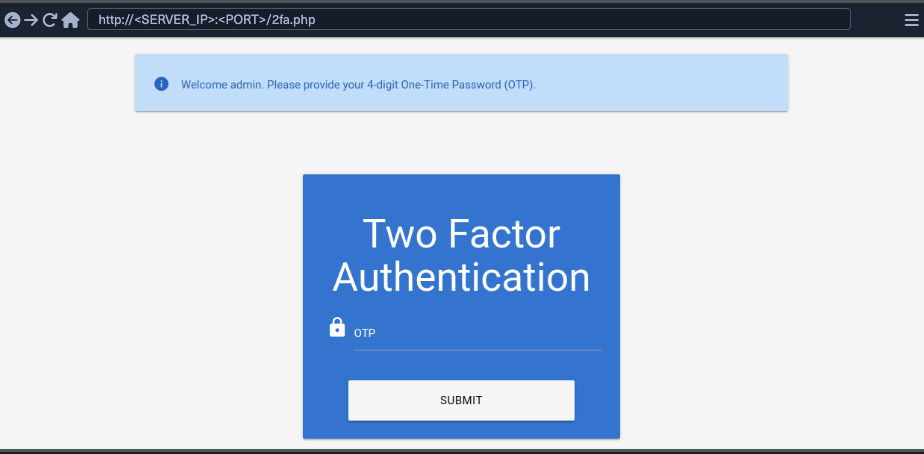 http://<SERVER_IP>:<PORT>/2fa.php
Welcome admin. Please provide your 4-digit One-Time Password (OTP).
Two Factor
Authentication
OTP
SUBMIT